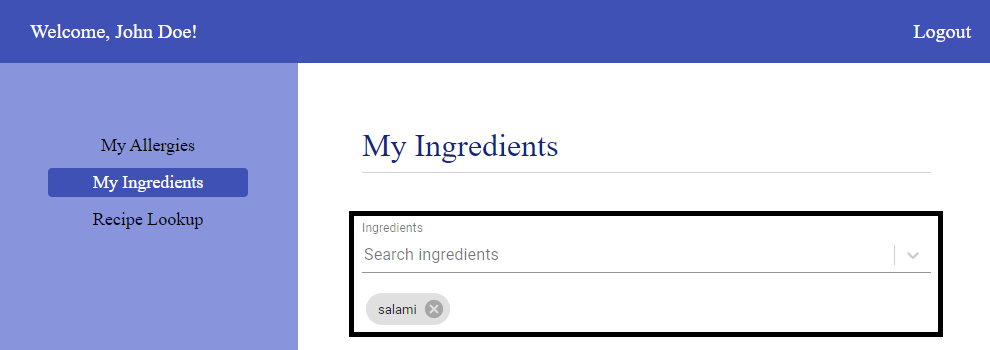 Welcome, John Doe!
Logout
My Allergies
My Ingredients
Recipe Lookup
My Ingredients
Ingredients
Search ingredients
salami